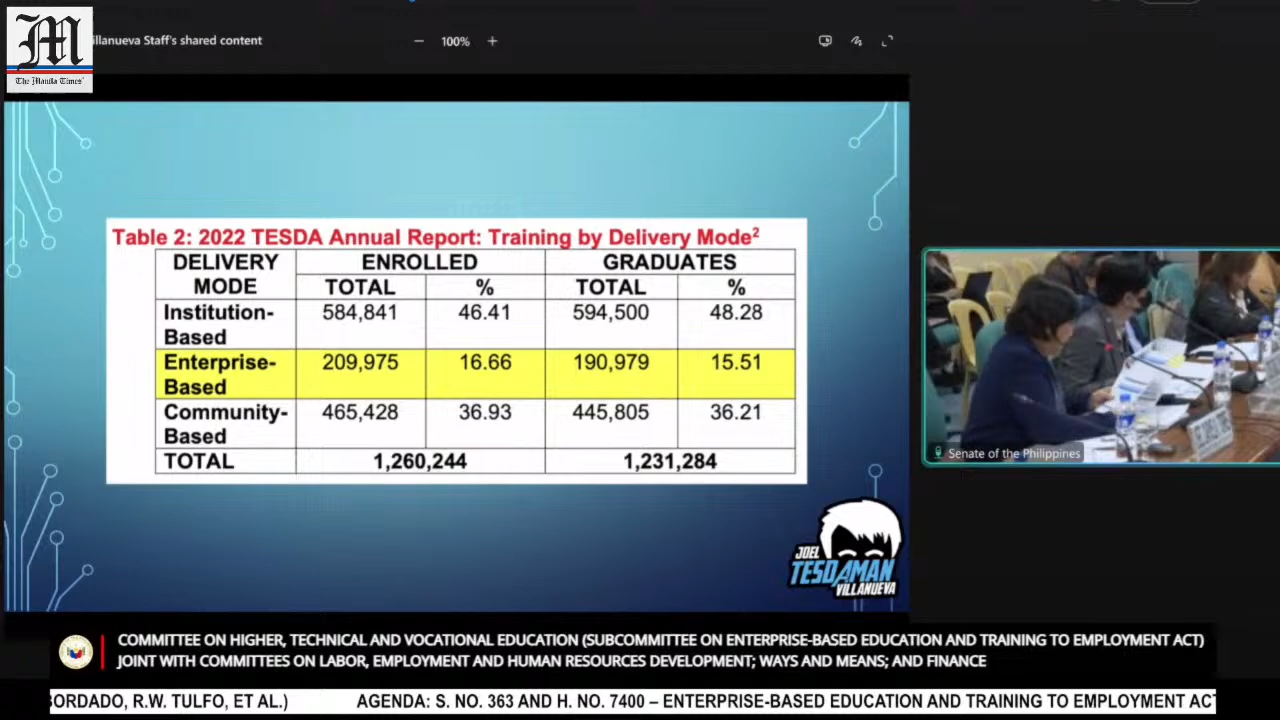 M
The Manila Times
illanueva Staff's shared content
100%
Table 2: 2022 TESDA Annual Report: Training by Delivery Mode²
DELIVERY MODE ENROLLED GRADUATES
TOTAL % TOTAL %
Institution-Based 584,841 46.41 594,500 48.28
Enterprise-Based 209,975 16.66 190,979 15.51
Community-Based 465,428 36.93 445,805 36.21
TOTAL 1,260,244 1,231,284
JOEL
TESDAMAN
VILLANUEVA
Senate of the Philippines
COMMITTEE ON HIGHER, TECHNICAL AND VOCATIONAL EDUCATION (SUBCOMMITTEE ON ENTERPRISE-BASED EDUCATION AND TRAINING TO EMPLOYMENT ACT)
JOINT WITH COMMITTEES ON LABOR, EMPLOYMENT AND HUMAN RESOURCES DEVELOPMENT; WAYS AND MEANS; AND FINANCE
ORDADO, R.W. TULFO, ET AL.) AGENDA: S. NO. 363 AND H. NO. 7400 – ENTERPRISE-BASED EDUCATION AND TRAINING TO EMPLOYMENT AC